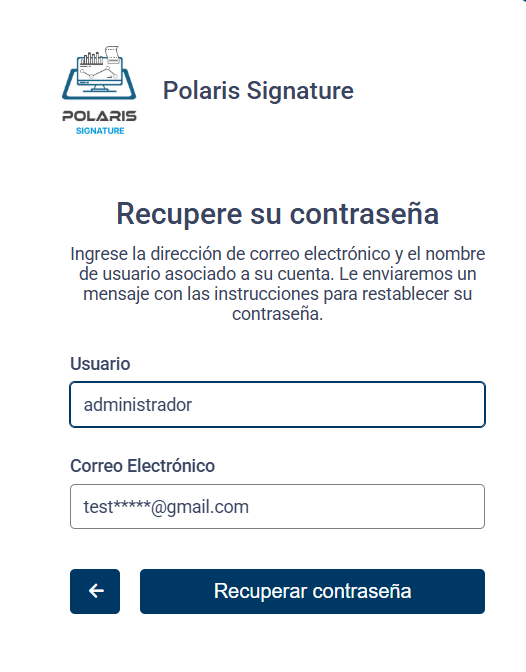 Polaris Signature
POLARIS
SIGNATURE
Recupere su contraseña
Ingrese la dirección de correo electrónico y el nombre
de usuario asociado a su cuenta. Le enviaremos un
mensaje con las instrucciones para restablecer su
contraseña.
Usuario
administrador
Correo Electrónico
test*****@gmail.com
Recuperar contraseña